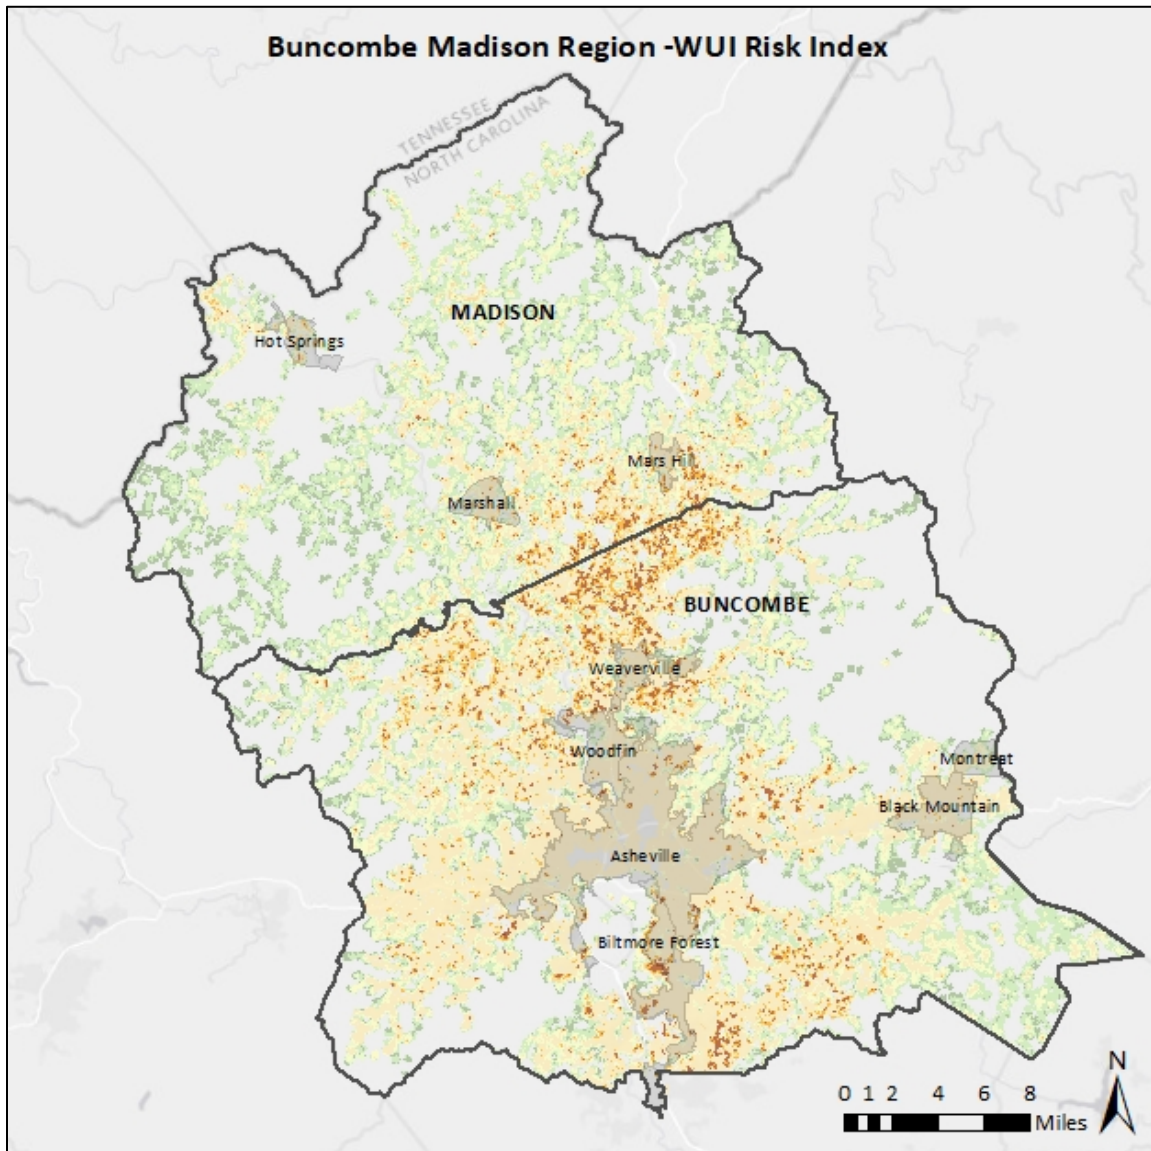 Buncombe Madison Region -WUI Risk Index
TENNESSEE
NORTH CAROLINA
MADISON
Hot Springs
Mars Hill
Marshall
BUNCOMBE
Weaverville
Woodfin
Montreat
Black Mountain
Asheville
Biltmore Forest
N
0 1 2 4 6 8
Miles